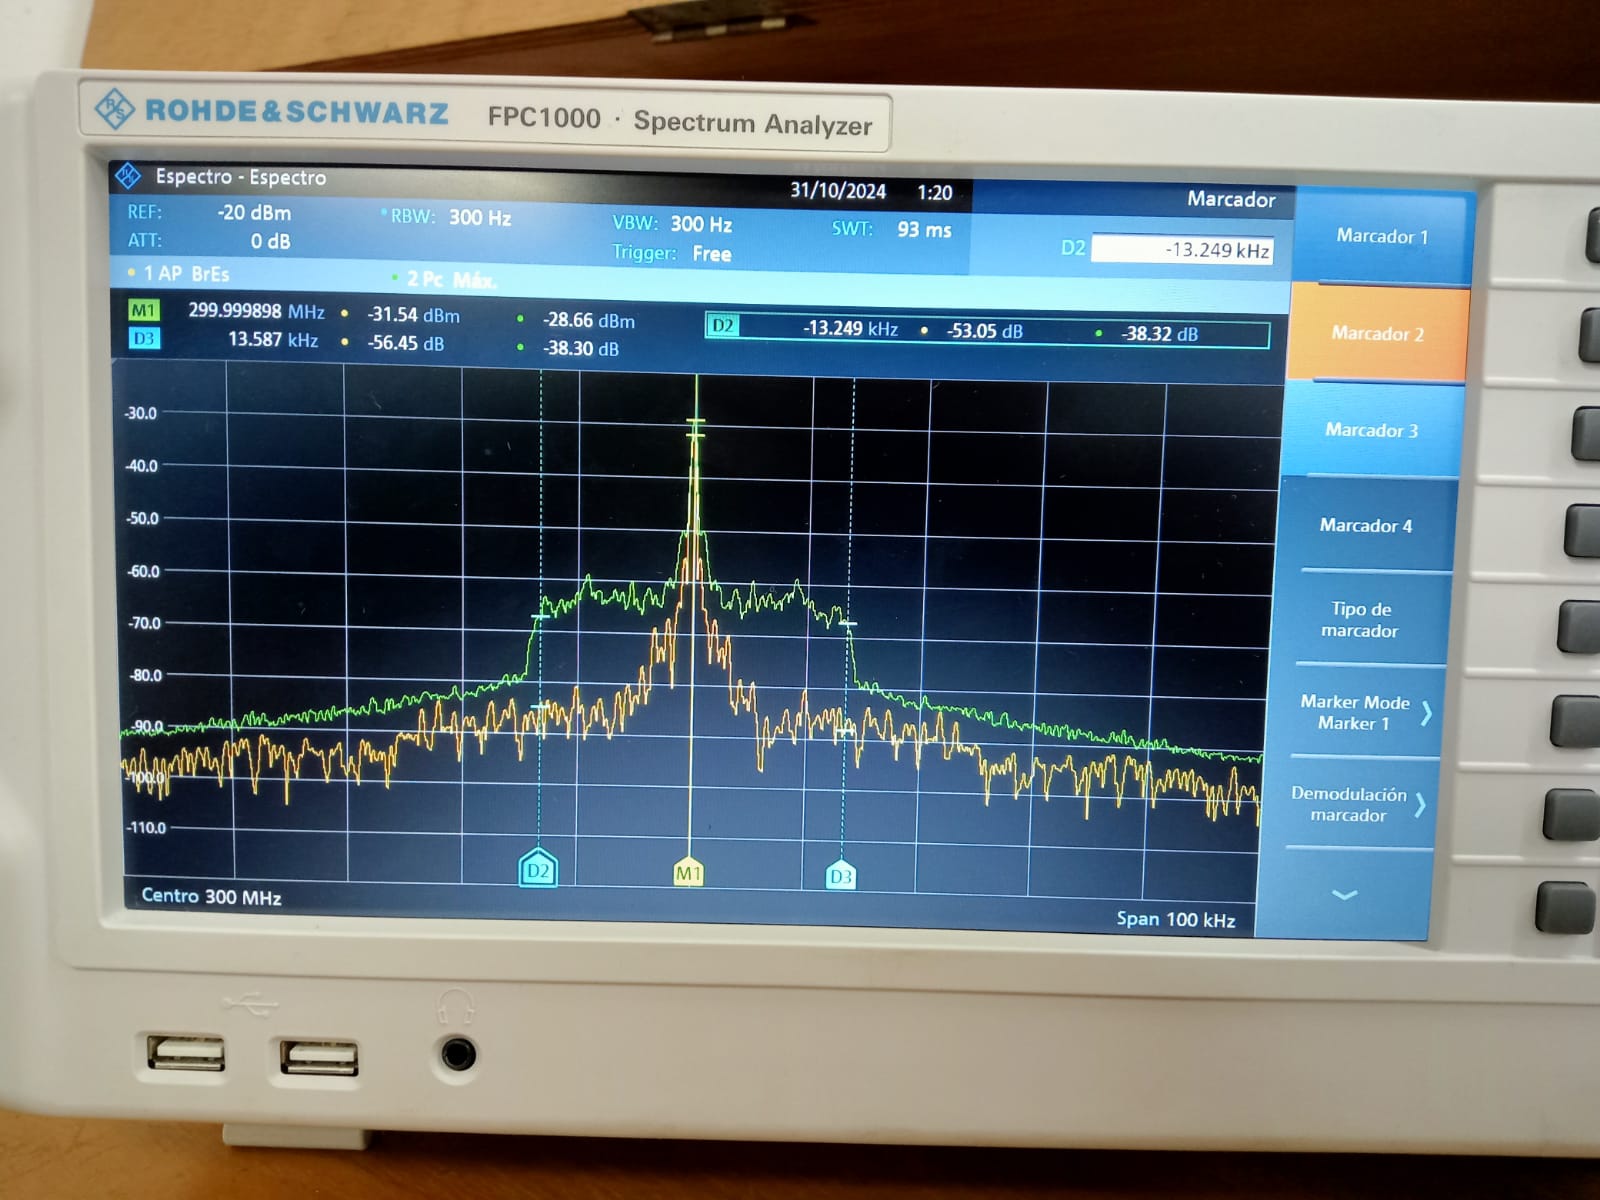 ROHDE & SCHWARZ FPC1000 · Spectrum Analyzer
Espectro - Espectro 31/10/2024 1:20 Marcador
REF: -20 dBm RBW: 300 Hz VBW: 300 Hz SWT: 93 ms
ATT: 0 dB Trigger: Free D2 -13.249 kHz
1 AP BrEs 2 Pc Máx.
M1 299.999898 MHz -31.54 dBm -28.66 dBm D2 -13.249 kHz -53.05 dB -38.32 dB
D3 13.587 kHz -56.45 dB -38.30 dB
-30.0
-40.0
-50.0
-60.0
-70.0
-80.0
-90.0
-100.0
-110.0
D2 M1 D3
Centro 300 MHz Span 100 kHz
Marcador 1
Marcador 2
Marcador 3
Marcador 4
Tipo de
marcador
Marker Mode
Marker 1
Demodulación
marcador